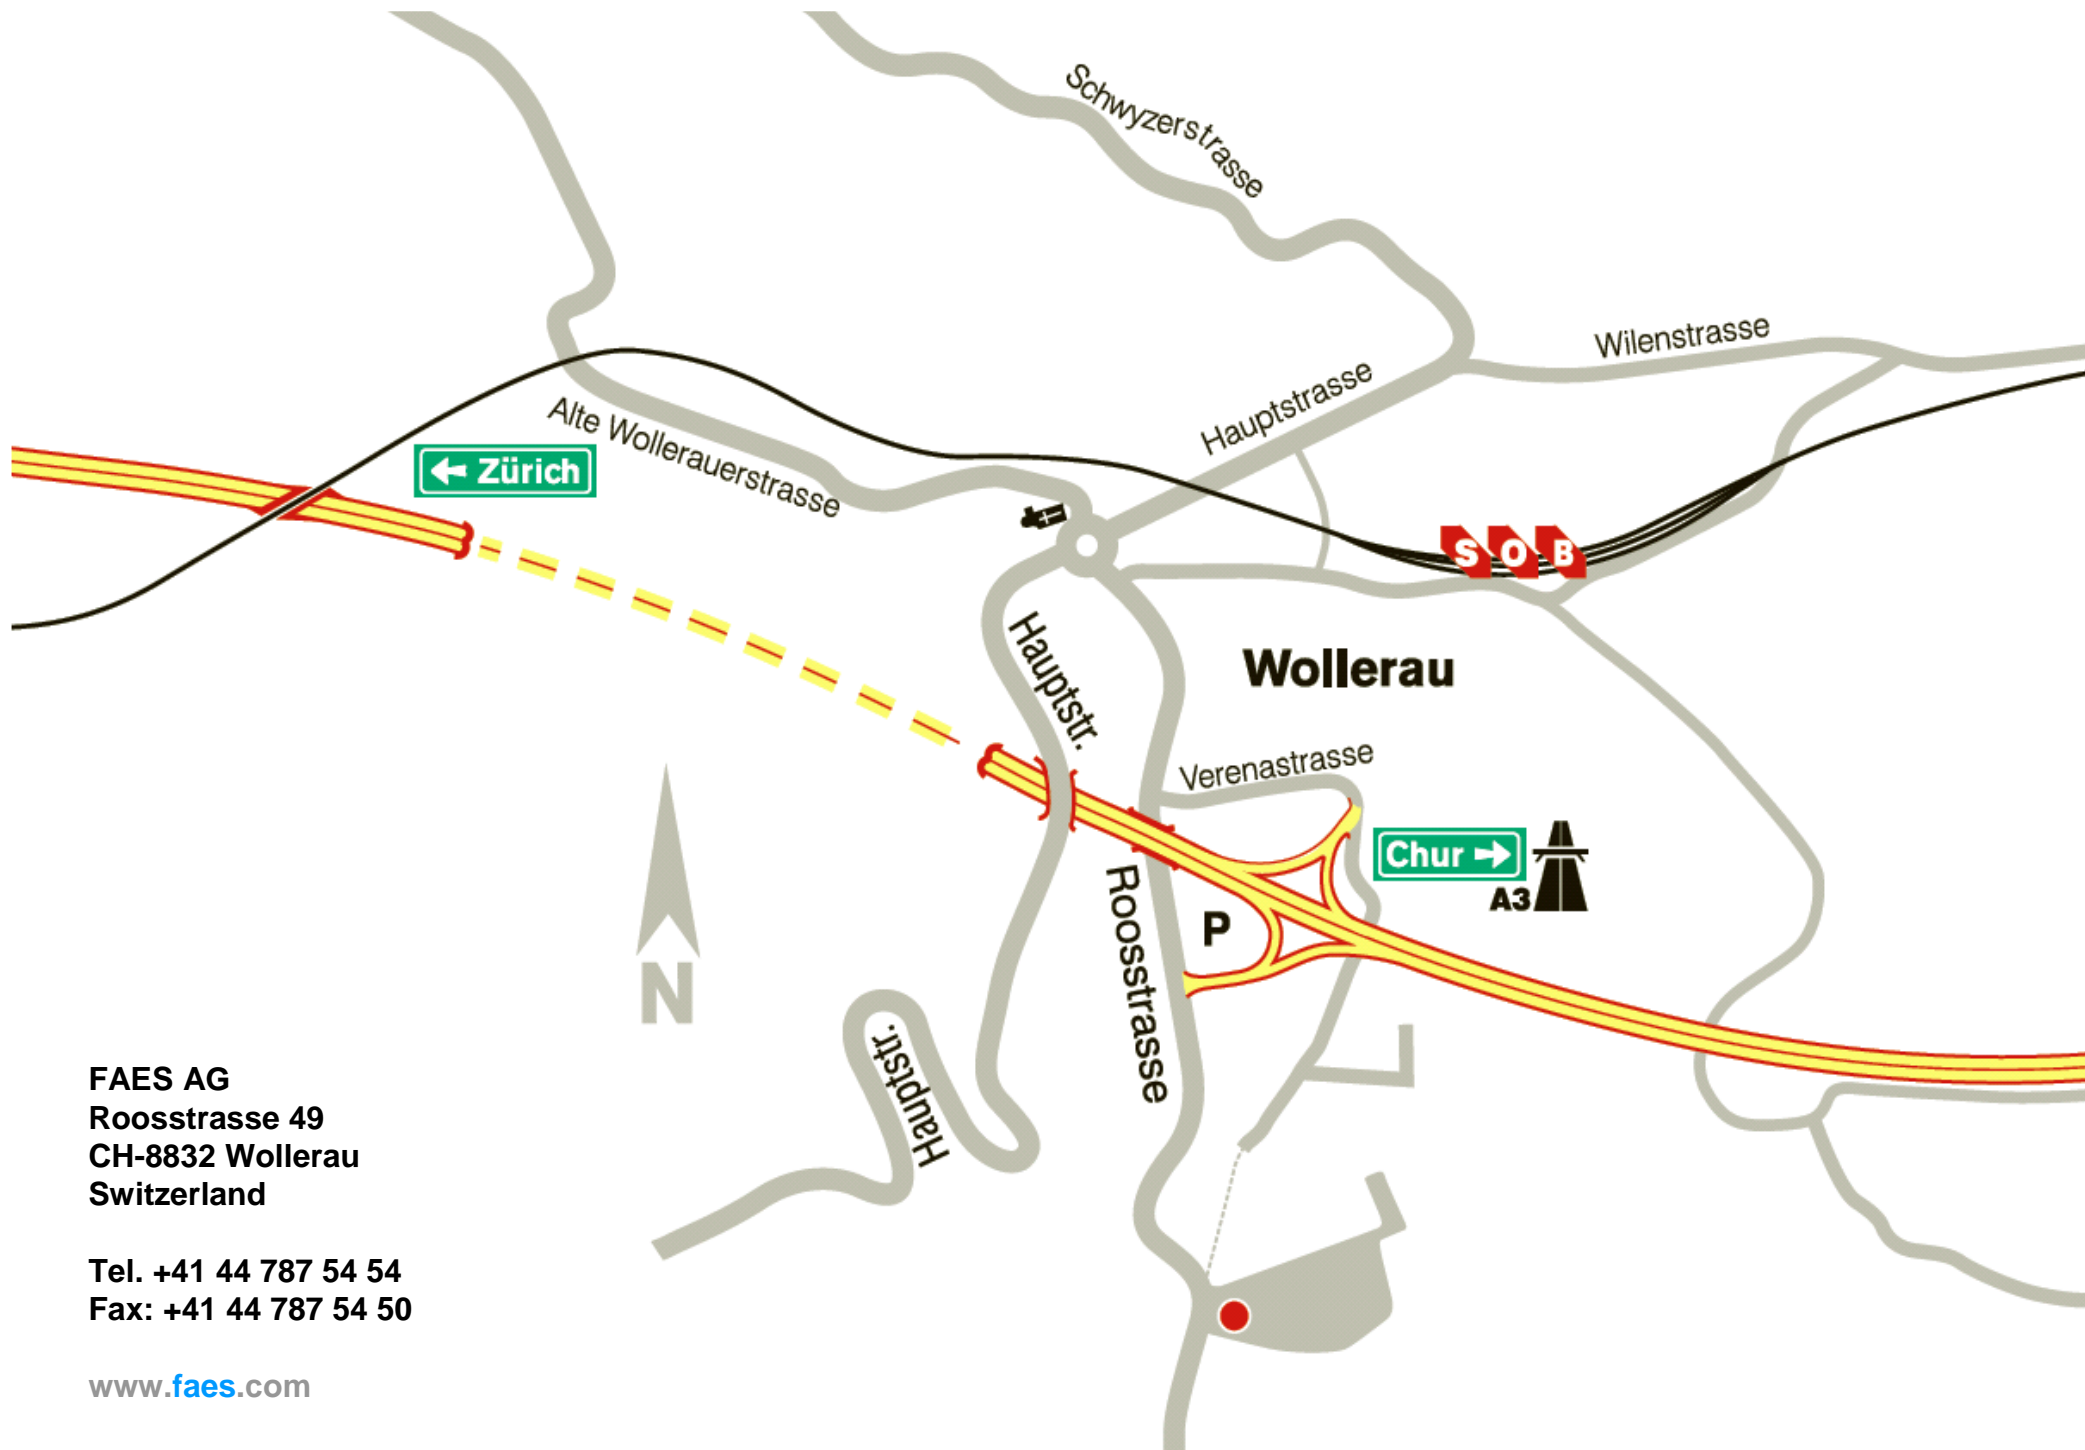 Schwyzerstrasse
Wilenstrasse
Hauptstrasse
Alte Wollerauerstrasse
Zürich
S O B
Hauptstr.
Wollerau
Verenastrasse
Chur
A3
Roosstrasse
P
N
Hauptstr.
FAES AG
Roosstrasse 49
CH-8832 Wollerau
Switzerland
Tel. +41 44 787 54 54
Fax: +41 44 787 54 50
www.faes.com